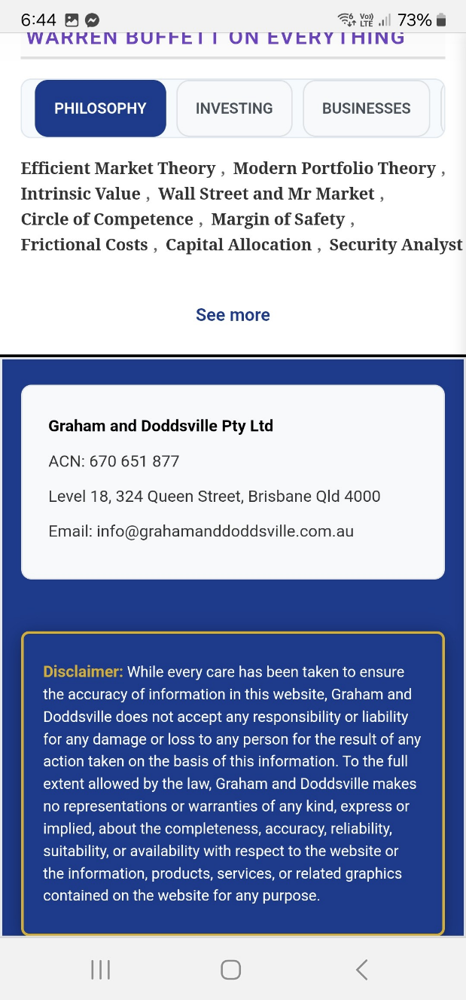 6:44
Vo)) LTE
73%
WARREN BUFFETT ON EVERYTHING
PHILOSOPHY INVESTING BUSINESSES
Efficient Market Theory , Modern Portfolio Theory ,
Intrinsic Value , Wall Street and Mr Market ,
Circle of Competence , Margin of Safety ,
Frictional Costs , Capital Allocation , Security Analyst
See more
Graham and Doddsville Pty Ltd
ACN: 670 651 877
Level 18, 324 Queen Street, Brisbane Qld 4000
Email: info@grahamanddoddsville.com.au
Disclaimer: While every care has been taken to ensure
the accuracy of information in this website, Graham and
Doddsville does not accept any responsibility or liability
for any damage or loss to any person for the result of any
action taken on the basis of this information. To the full
extent allowed by the law, Graham and Doddsville makes
no representations or warranties of any kind, express or
implied, about the completeness, accuracy, reliability,
suitability, or availability with respect to the website or
the information, products, services, or related graphics
contained on the website for any purpose.